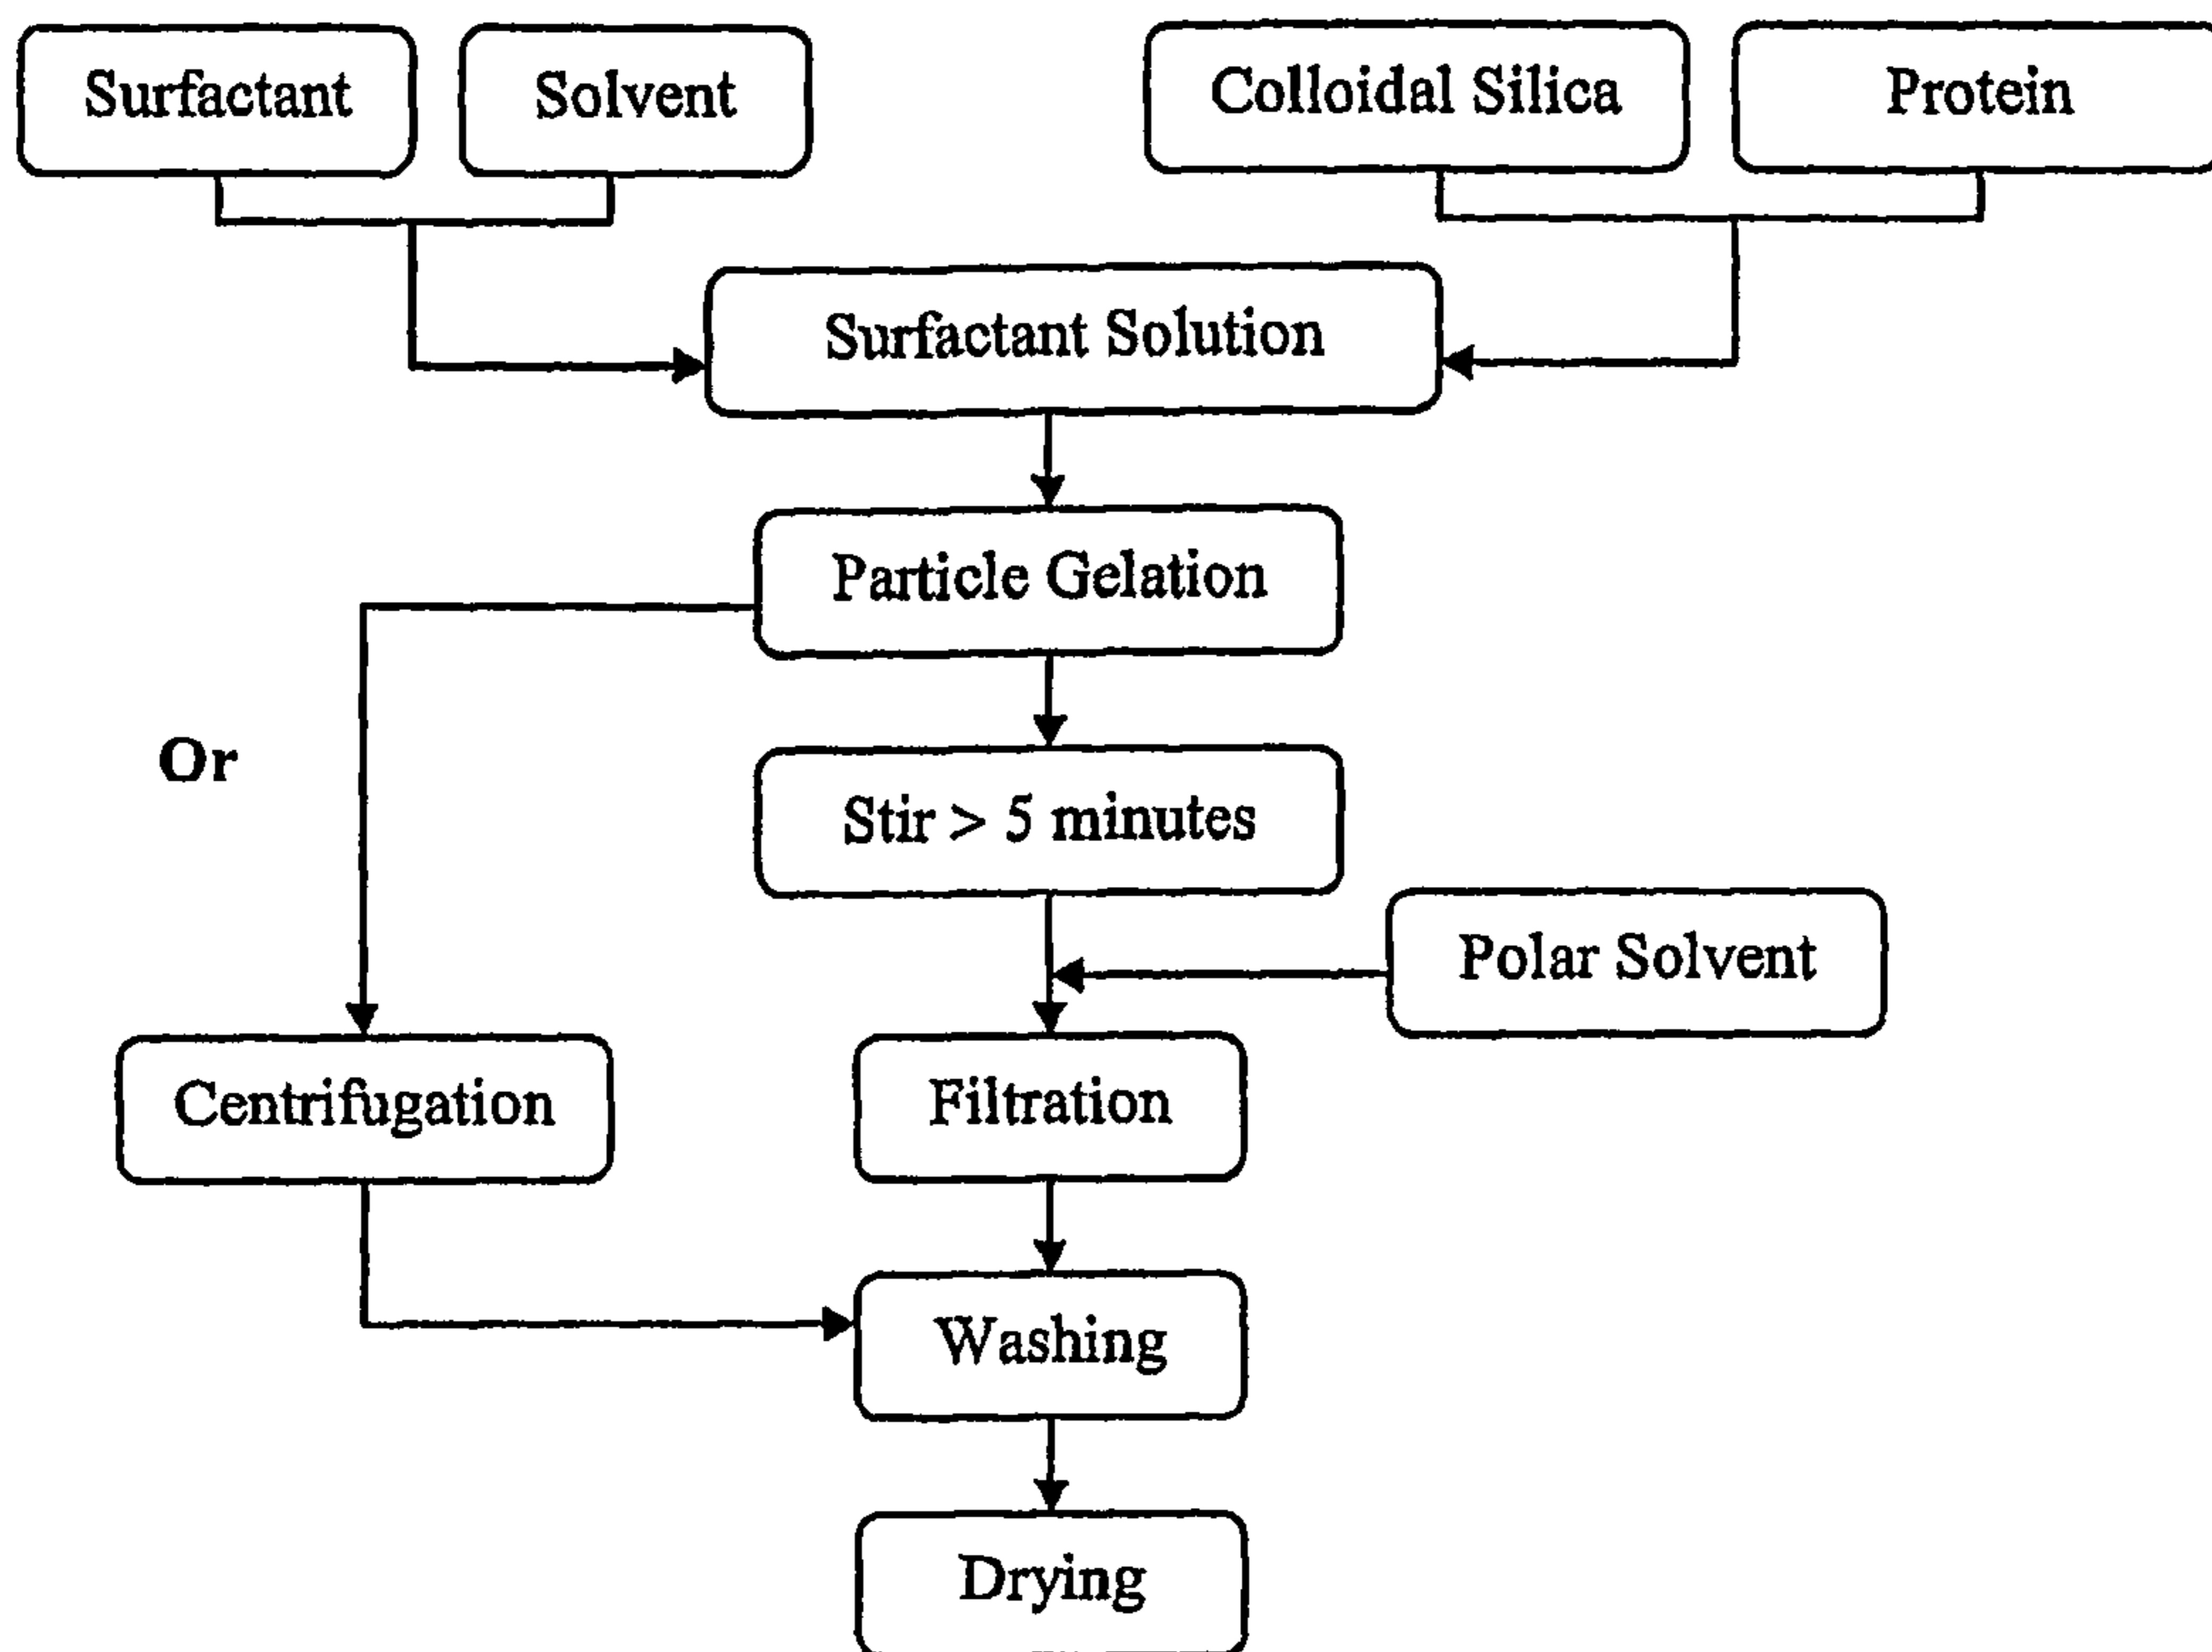 Surfactant
Solvent
Colloidal Silica
Protein
Surfactant Solution
Particle Gelation
Or
Stir > 5 minutes
Polar Solvent
Centrifugation
Filtration
Washing
Drying